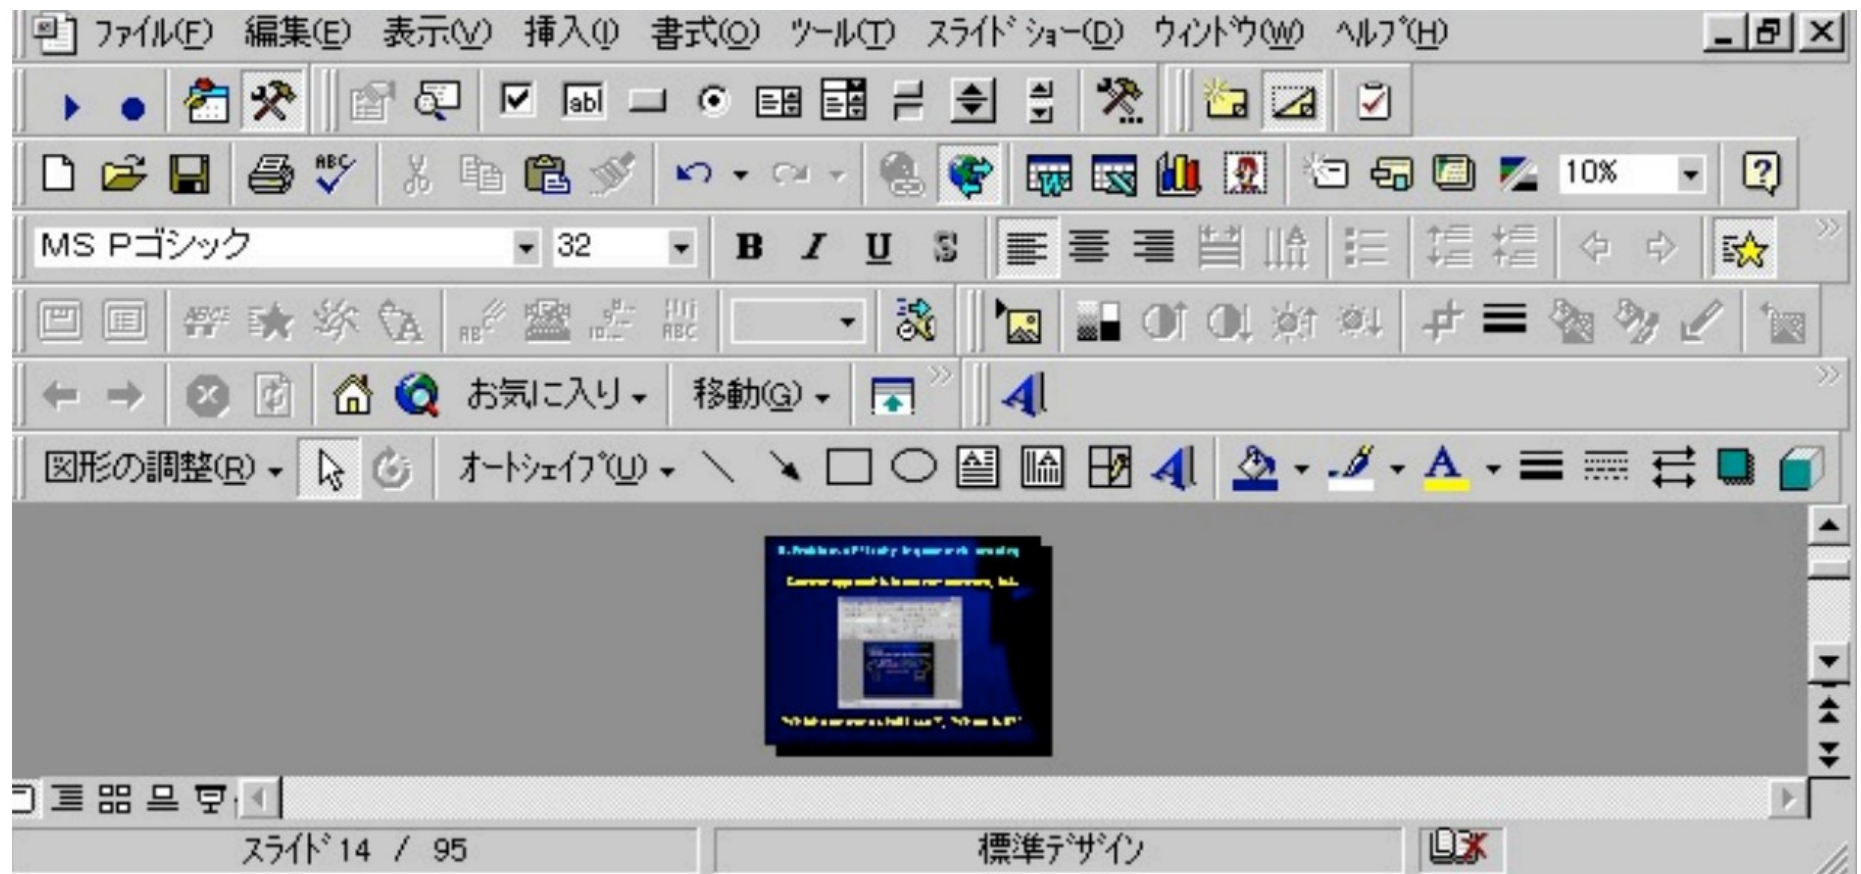 ファイル(F) 編集(E) 表示(V) 挿入(I) 書式(O) ツール(T) スライド ショー(D) ウィンドウ(W) ヘルプ(H)
abl
ABC 10% ?
MS Pゴシック 32 B I U S
お気に入り 移動(G)
図形の調整(R) オートシェイプ(U)
スライド 14 / 95 標準デザイン